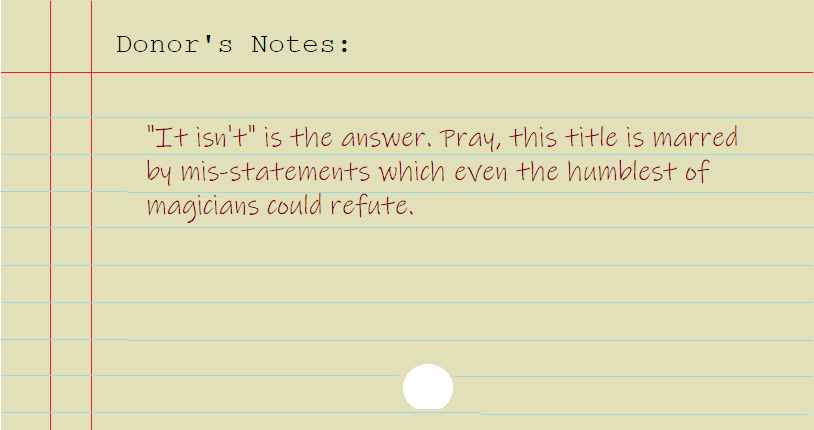 Donor's Notes:
"It isn't" is the answer. Pray, this title is marred
by mis-statements which even the humblest of
magicians could refute.